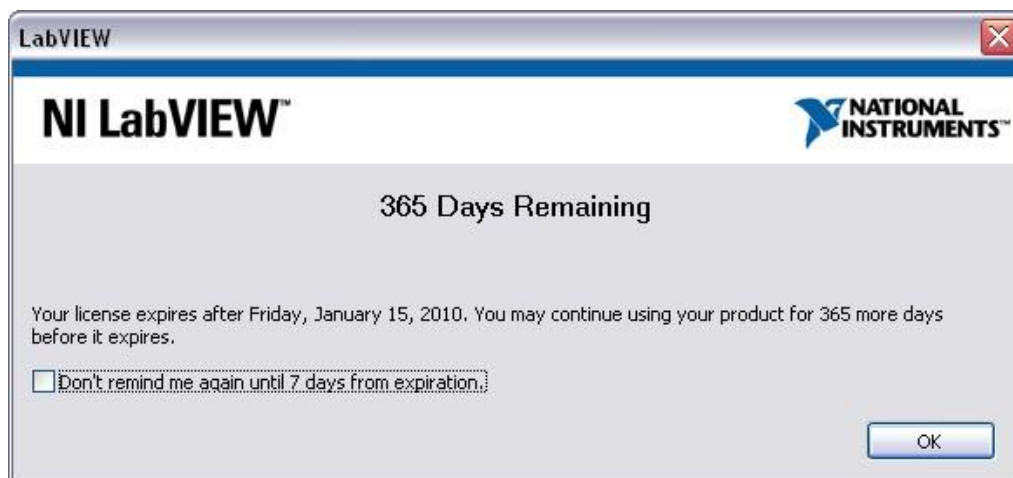 LabVIEW
NI LabVIEW™
NATIONAL
INSTRUMENTS™
365 Days Remaining
Your license expires after Friday, January 15, 2010. You may continue using your product for 365 more days
before it expires.
Don't remind me again until 7 days from expiration.
OK